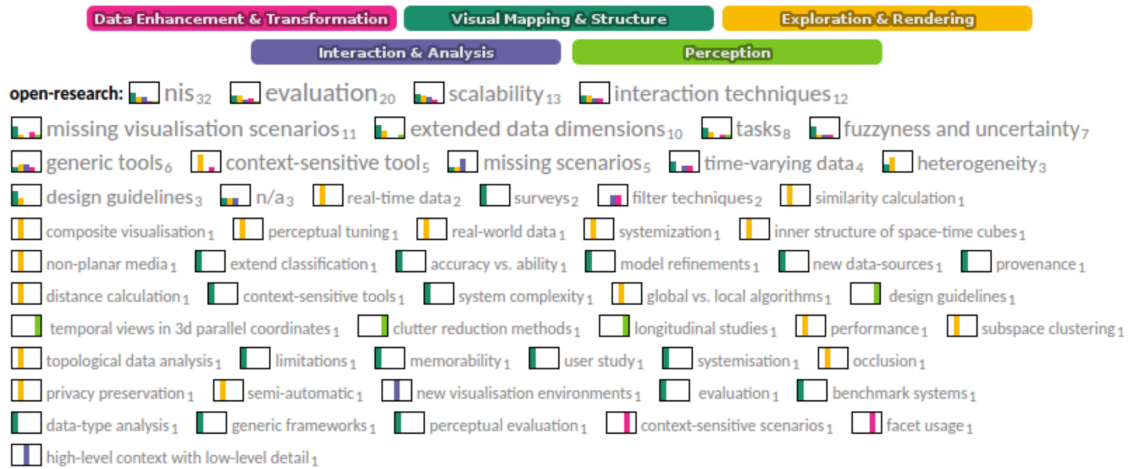 Data Enhancement & Transformation Visual Mapping & Structure Exploration & Rendering
Interaction & Analysis Perception
open-research: nis32 evaluation20 scalability13 interaction techniques12
missing visualisation scenarios11 extended data dimensions10 tasks8 fuzzyness and uncertainty7
generic tools6 context-sensitive tool5 missing scenarios5 time-varying data4 heterogeneity3
design guidelines3 n/a3 real-time data2 surveys2 filter techniques2 similarity calculation1
composite visualisation1 perceptual tuning1 real-world data1 systemization1 inner structure of space-time cubes1
non-planar media1 extend classification1 accuracy vs. ability1 model refinements1 new data-sources1 provenance1
distance calculation1 context-sensitive tools1 system complexity1 global vs. local algorithms1 design guidelines1
temporal views in 3d parallel coordinates1 clutter reduction methods1 longitudinal studies1 performance1 subspace clustering1
topological data analysis1 limitations1 memorability1 user study1 systemisation1 occlusion1
privacy preservation1 semi-automatic1 new visualisation environments1 evaluation1 benchmark systems1
data-type analysis1 generic frameworks1 perceptual evaluation1 context-sensitive scenarios1 facet usage1
high-level context with low-level detail1